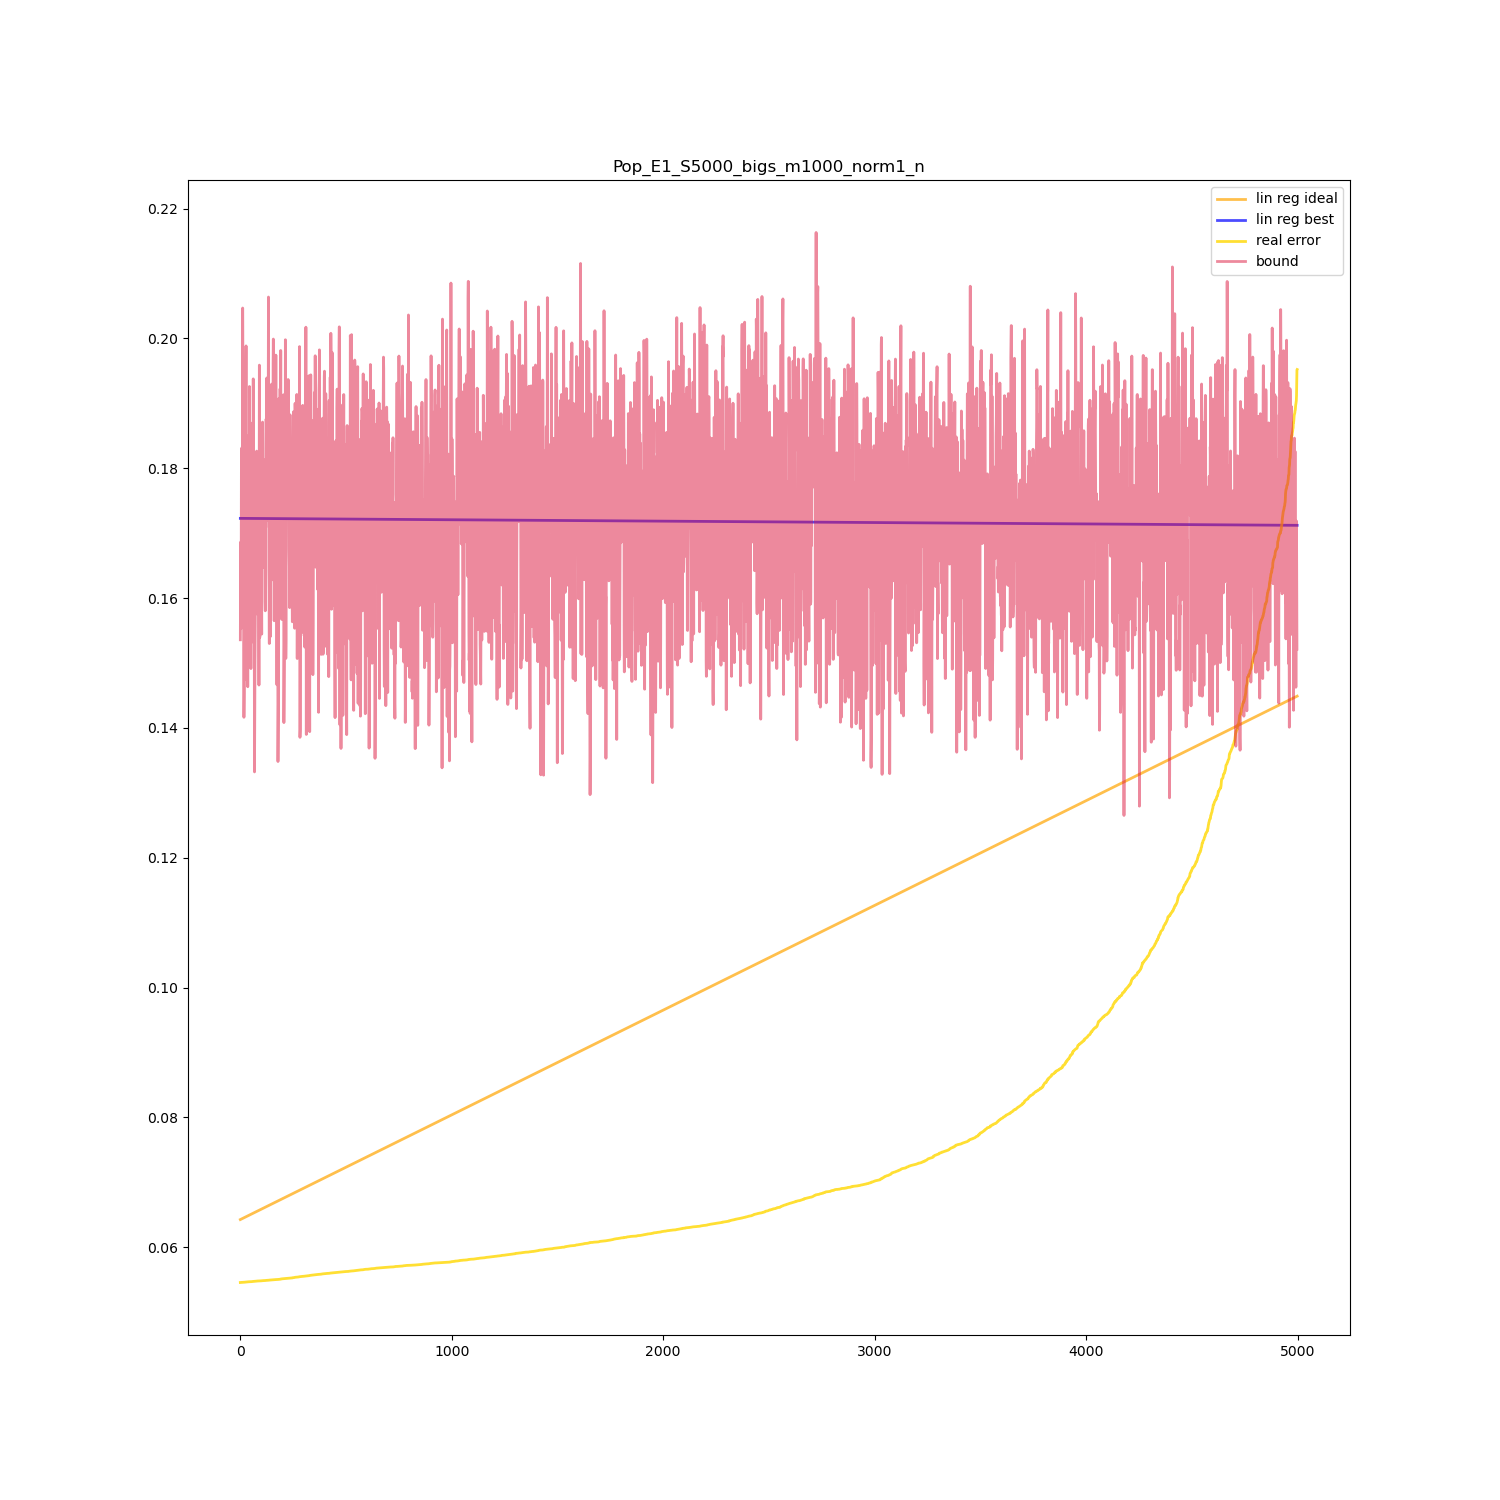 Pop_E1_S5000_bigs_m1000_norm1_n
lin reg ideal
lin reg best
real error
bound
0.22
0.20
0.18
0.16
0.14
0.12
0.10
0.08
0.06
0 1000 2000 3000 4000 5000